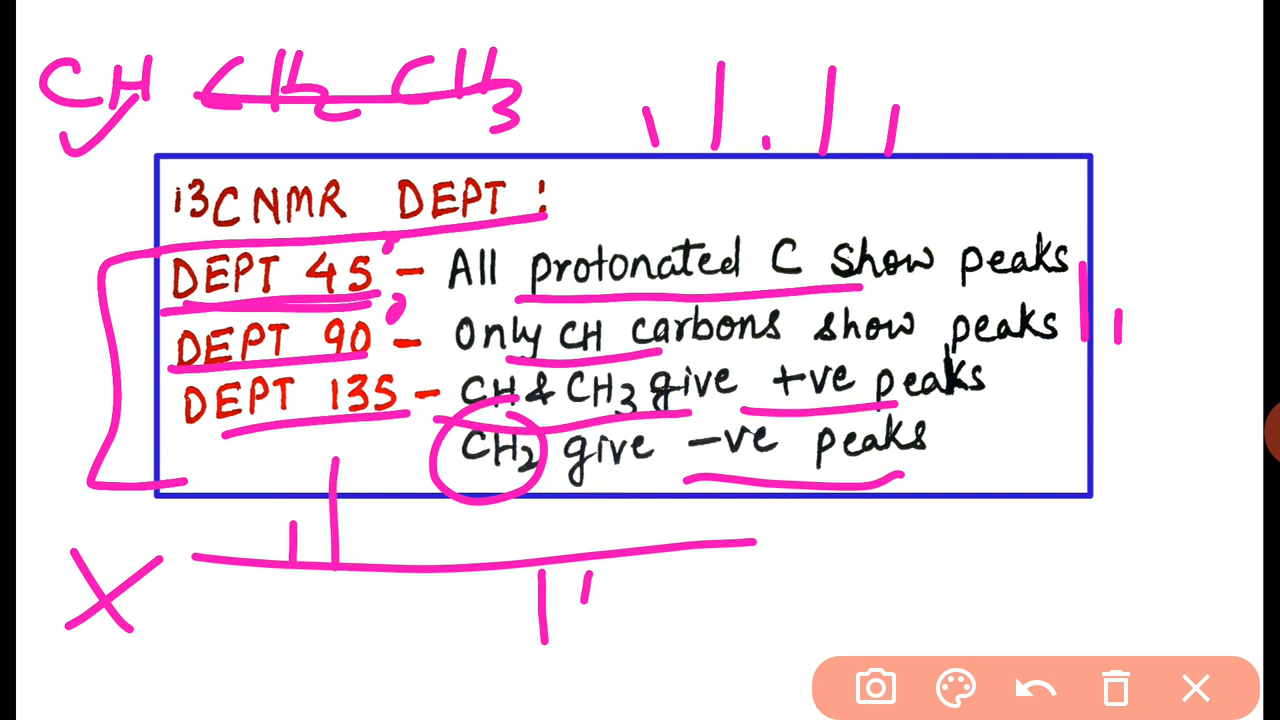 CH CH2 CH3
13C NMR DEPT :
DEPT 45 - All protonated C show peaks
DEPT 90 - Only CH carbons show peaks
DEPT 135 - CH & CH3 give +ve peaks
CH2 give -ve peaks